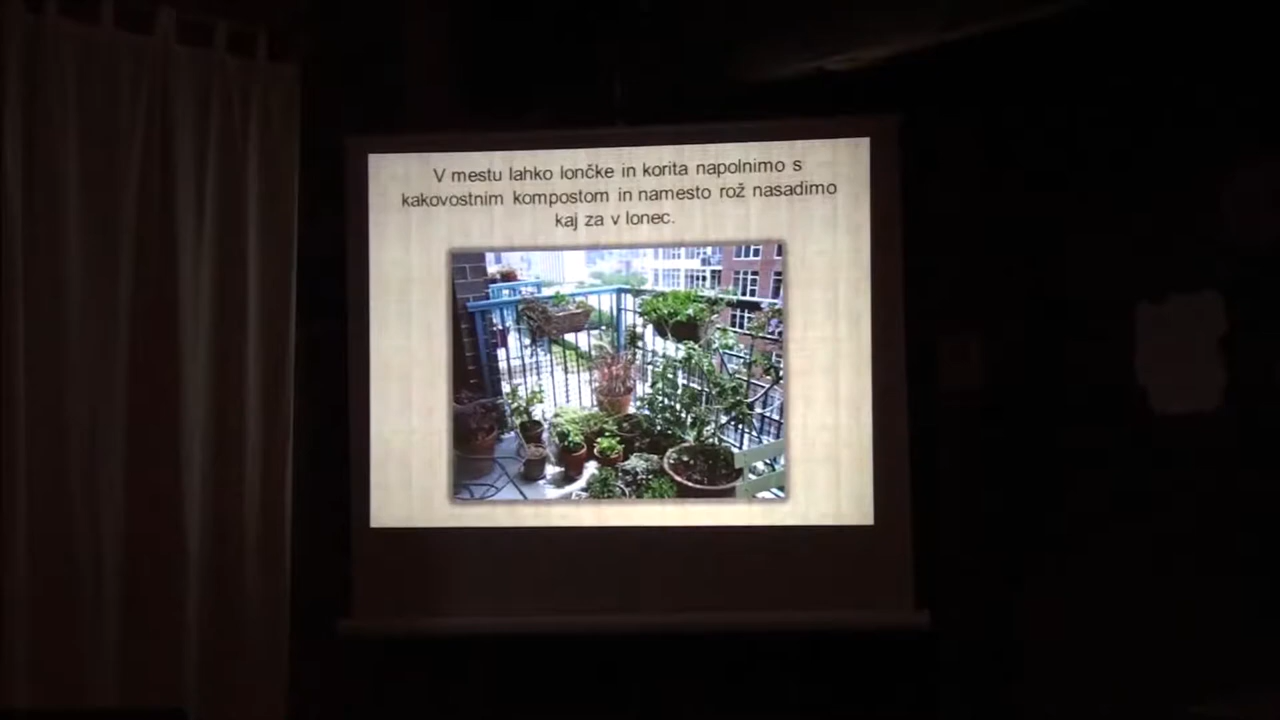 V mestu lahko lončke in korita napolnimo s
kakovostnim kompostom in namesto rož nasadimo
kaj za v lonec.